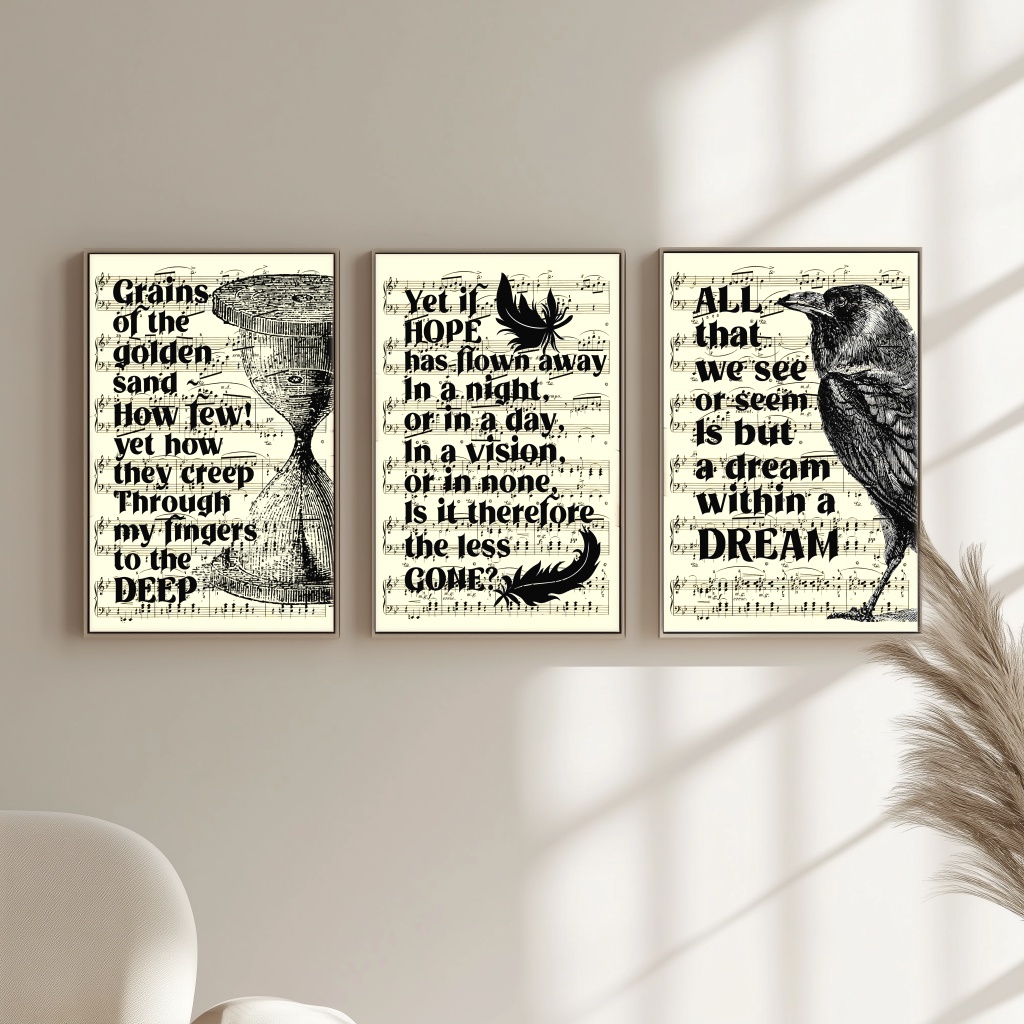 Grains
of the
golden
sand ~
How few!
yet how
they creep
Through
my fingers
to the
DEEP
Yet if
HOPE
has flown away
In a night,
or in a day,
In a vision,
or in none,
Is it therefore
the less
GONE?
ALL
that
we see
or seem
Is but
a dream
within a
DREAM